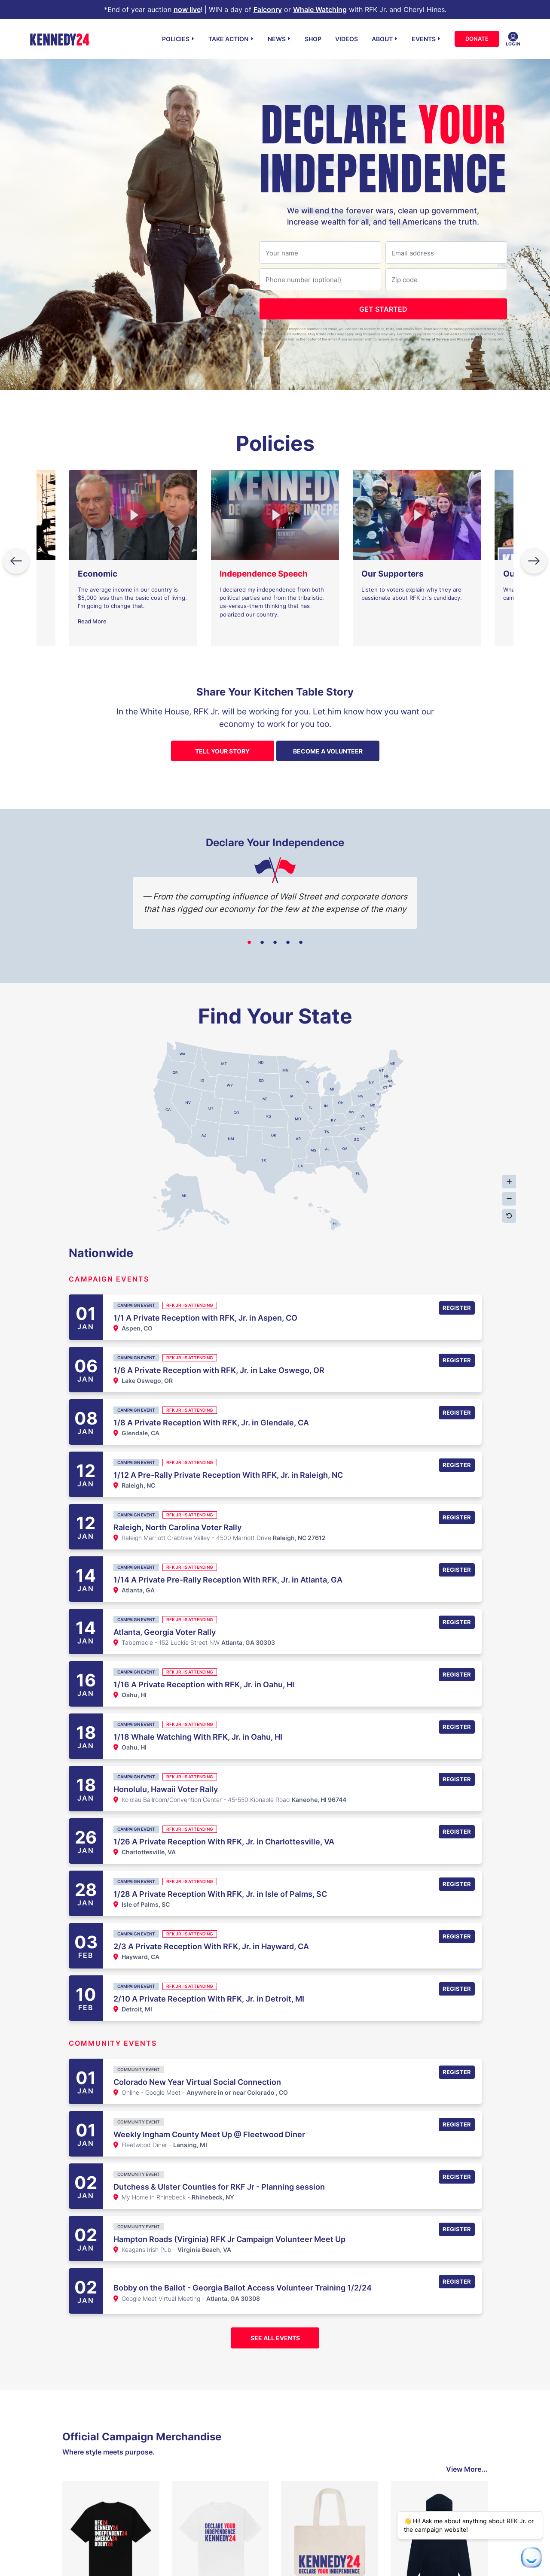 *End of year auction now live! | WIN a day of Falconry or Whale Watching with RFK Jr. and Cheryl Hines.
KENNEDY24
POLICIES
TAKE ACTION
NEWS
SHOP
VIDEOS
ABOUT
EVENTS
DONATE
LOGIN
DECLARE YOUR
INDEPENDENCE
We will end the forever wars, clean up government,
increase wealth for all, and tell Americans the truth.
Your name
Email address
Phone number (optional)
Zip code
GET STARTED
Terms of Service
Policies
Economic
The average income in our country is
$5,000 less than the basic cost of living.
I'm going to change that.
Read More
Independence Speech
I declared my independence from both
political parties and from the tribalistic,
us-versus-them thinking that has
polarized our country.
Our Supporters
Listen to voters explain why they are
passionate about RFK Jr.'s candidacy.
Share Your Kitchen Table Story
In the White House, RFK Jr. will be working for you. Let him know how you want our
economy to work for you too.
TELL YOUR STORY
BECOME A VOLUNTEER
Declare Your Independence
— From the corrupting influence of Wall Street and corporate donors
that has rigged our economy for the few at the expense of the many
Find Your State
WA
MT
ND
MN
ME
OR
ID
WY
SD
WI
MI
NY
VT
NH
MA
CT
RI
CA
NV
UT
CO
NE
KS
IA
MO
IL
IN
OH
PA
NJ
MD
DE
WV
KY
VA
NC
TN
AZ
NM
OK
AR
SC
TX
LA
MS
AL
GA
FL
AK
HI
Nationwide
CAMPAIGN EVENTS
01
JAN
CAMPAIGN EVENT RFK JR. IS ATTENDING
1/1 A Private Reception with RFK, Jr. in Aspen, CO
Aspen, CO
REGISTER
06
JAN
CAMPAIGN EVENT RFK JR. IS ATTENDING
1/6 A Private Reception with RFK, Jr. in Lake Oswego, OR
Lake Oswego, OR
REGISTER
08
JAN
CAMPAIGN EVENT RFK JR. IS ATTENDING
1/8 A Private Reception With RFK, Jr. in Glendale, CA
Glendale, CA
REGISTER
12
JAN
CAMPAIGN EVENT RFK JR. IS ATTENDING
1/12 A Pre-Rally Private Reception With RFK, Jr. in Raleigh, NC
Raleigh, NC
REGISTER
12
JAN
CAMPAIGN EVENT RFK JR. IS ATTENDING
Raleigh, North Carolina Voter Rally
Raleigh Marriott Crabtree Valley - 4500 Marriott Drive Raleigh, NC 27612
REGISTER
14
JAN
CAMPAIGN EVENT RFK JR. IS ATTENDING
1/14 A Private Pre-Rally Reception With RFK, Jr. in Atlanta, GA
Atlanta, GA
REGISTER
14
JAN
CAMPAIGN EVENT RFK JR. IS ATTENDING
Atlanta, Georgia Voter Rally
Tabernacle - 152 Luckie Street NW Atlanta, GA 30303
REGISTER
16
JAN
CAMPAIGN EVENT RFK JR. IS ATTENDING
1/16 A Private Reception with RFK, Jr. in Oahu, HI
Oahu, HI
REGISTER
18
JAN
CAMPAIGN EVENT RFK JR. IS ATTENDING
1/18 Whale Watching With RFK, Jr. in Oahu, HI
Oahu, HI
REGISTER
18
JAN
CAMPAIGN EVENT RFK JR. IS ATTENDING
Honolulu, Hawaii Voter Rally
Ko'olau Ballroom/Convention Center - 45-550 Kionaole Road Kaneohe, HI 96744
REGISTER
26
JAN
CAMPAIGN EVENT RFK JR. IS ATTENDING
1/26 A Private Reception With RFK, Jr. in Charlottesville, VA
Charlottesville, VA
REGISTER
28
JAN
CAMPAIGN EVENT RFK JR. IS ATTENDING
1/28 A Private Reception With RFK, Jr. in Isle of Palms, SC
Isle of Palms, SC
REGISTER
03
FEB
CAMPAIGN EVENT RFK JR. IS ATTENDING
2/3 A Private Reception With RFK, Jr. in Hayward, CA
Hayward, CA
REGISTER
10
FEB
CAMPAIGN EVENT RFK JR. IS ATTENDING
2/10 A Private Reception With RFK, Jr. in Detroit, MI
Detroit, MI
REGISTER
COMMUNITY EVENTS
01
JAN
COMMUNITY EVENT
Colorado New Year Virtual Social Connection
Online - Google Meet - Anywhere in or near Colorado , CO
REGISTER
01
JAN
COMMUNITY EVENT
Weekly Ingham County Meet Up @ Fleetwood Diner
Fleetwood Diner - Lansing, MI
REGISTER
02
JAN
COMMUNITY EVENT
Dutchess & Ulster Counties for RKF Jr - Planning session
My Home in Rhinebeck - Rhinebeck, NY
REGISTER
02
JAN
COMMUNITY EVENT
Hampton Roads (Virginia) RFK Jr Campaign Volunteer Meet Up
Keagans Irish Pub - Virginia Beach, VA
REGISTER
02
JAN
Bobby on the Ballot - Georgia Ballot Access Volunteer Training 1/2/24
Google Meet Virtual Meeting - Atlanta, GA 30308
REGISTER
SEE ALL EVENTS
Official Campaign Merchandise
Where style meets purpose.
View More...
RFK24
KENNEDY24
INDEPENDENT24
AMERICA24
BOBBY24
DECLARE YOUR
INDEPENDENCE
KENNEDY24
KENNEDY24
DECLARE YOUR INDEPENDENCE
👋 Hi! Ask me about anything about RFK Jr. or
the campaign website!